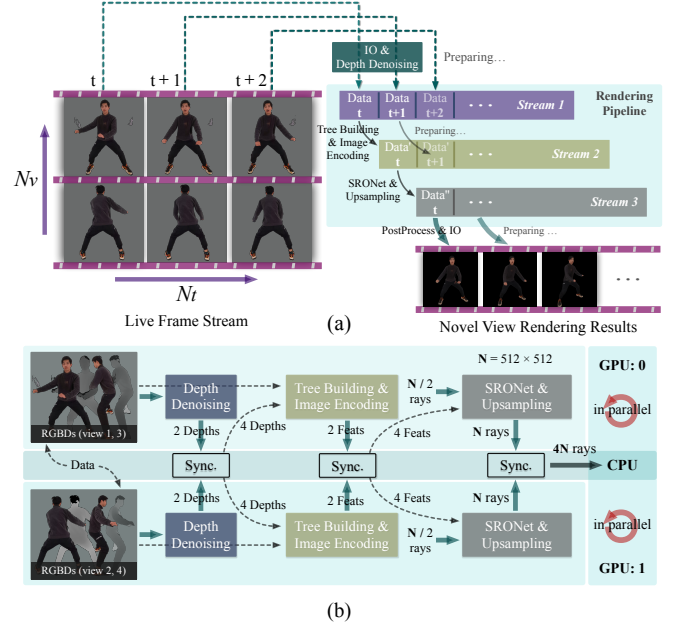 t
t + 1
t + 2
IO &
Depth Denoising
Preparing…
Rendering
Pipeline
Data
t
Data
t+1
Data
t+2
Stream 1
Tree Building
& Image
Encoding
Preparing…
Data'
t
Data'
t+1
Stream 2
SRONet &
Upsampling
Data''
t
Stream 3
PostProcess & IO
Preparing …
Nv
Nt
Live Frame Stream
(a)
Novel View Rendering Results
N = 512 × 512
GPU: 0
RGBDs (view 1, 3)
Depth
Denoising
Tree Building &
Image Encoding
N / 2
rays
SRONet &
Upsampling
in parallel
2 Depths
4 Depths
2 Feats
4 Feats
N rays
4N rays
Data
Sync.
Sync.
Sync.
CPU
2 Depths
4 Depths
2 Feats
4 Feats
N rays
RGBDs (view 2, 4)
Depth
Denoising
Tree Building &
Image Encoding
N / 2
rays
SRONet &
Upsampling
in parallel
GPU: 1
(b)